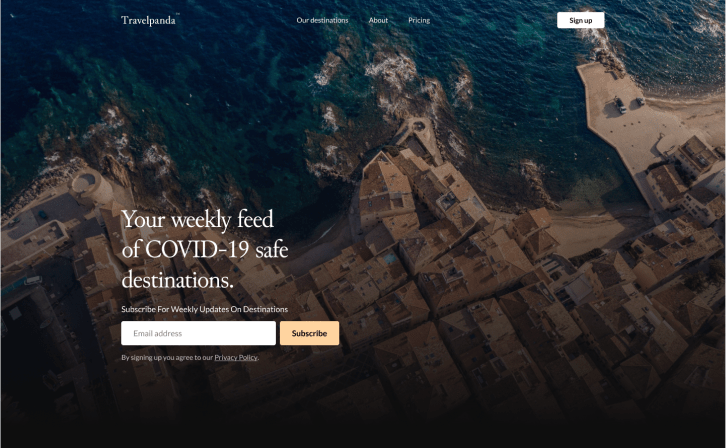 Travelpanda™
Our destinations
About
Pricing
Sign up
Your weekly feed
of COVID-19 safe
destinations.
Subscribe For Weekly Updates On Destinations
Email address
Subscribe
By signing up you agree to our Privacy Policy.